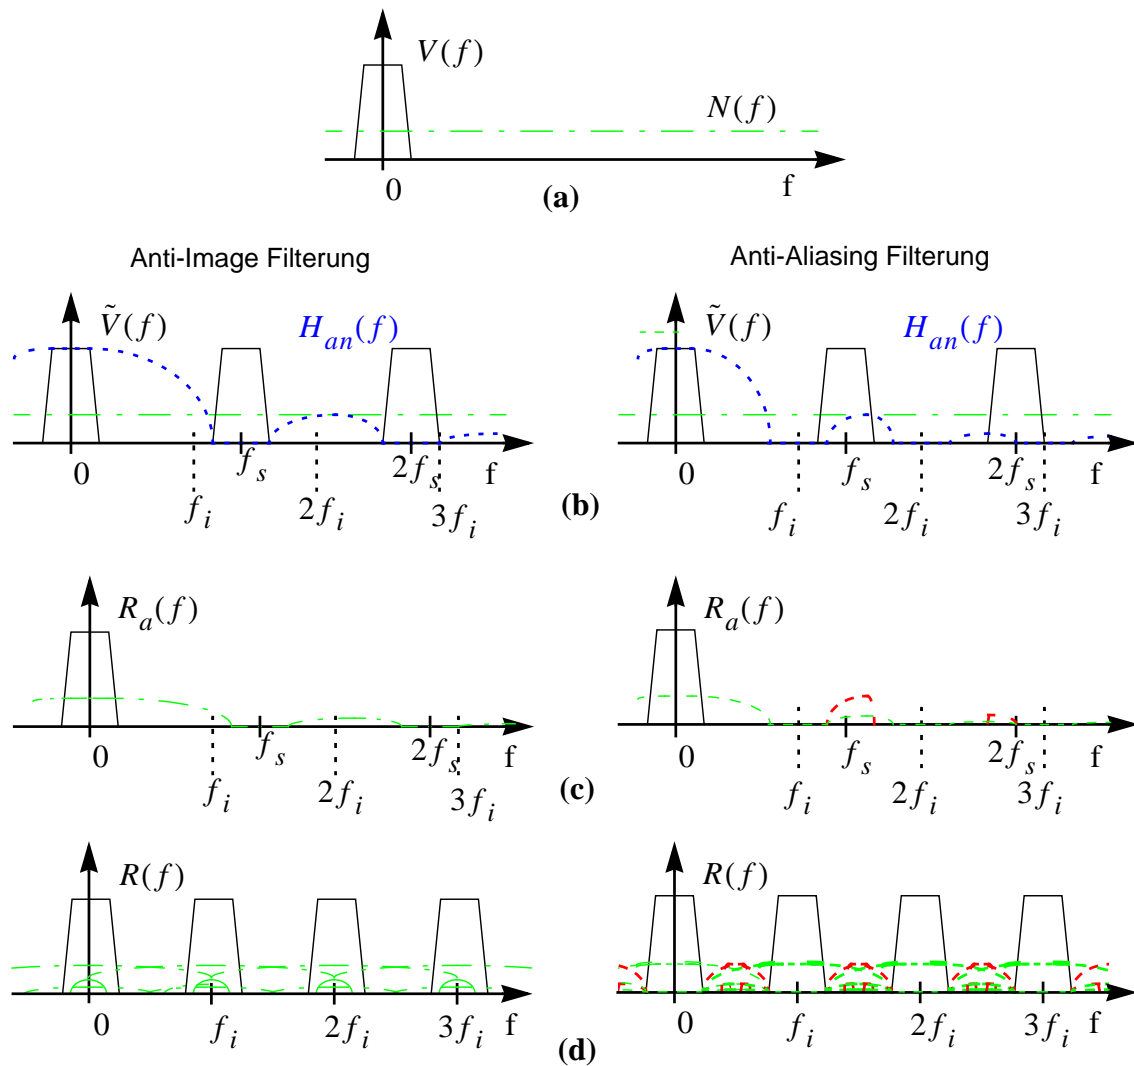 V(f)
N(f)
0
f
(a)
Anti-Image Filterung
Anti-Aliasing Filterung
Ṽ(f)
H_an(f)
Ṽ(f)
H_an(f)
0
f_s
2f_s
f
0
f_s
2f_s
f
f_i
2f_i
3f_i
(b)
f_i
2f_i
3f_i
R_a(f)
R_a(f)
0
f_s
2f_s
f
0
f_s
2f_s
f
f_i
2f_i
3f_i
(c)
f_i
2f_i
3f_i
R(f)
R(f)
0
f_i
2f_i
3f_i
f
0
f_i
2f_i
3f_i
f
(d)